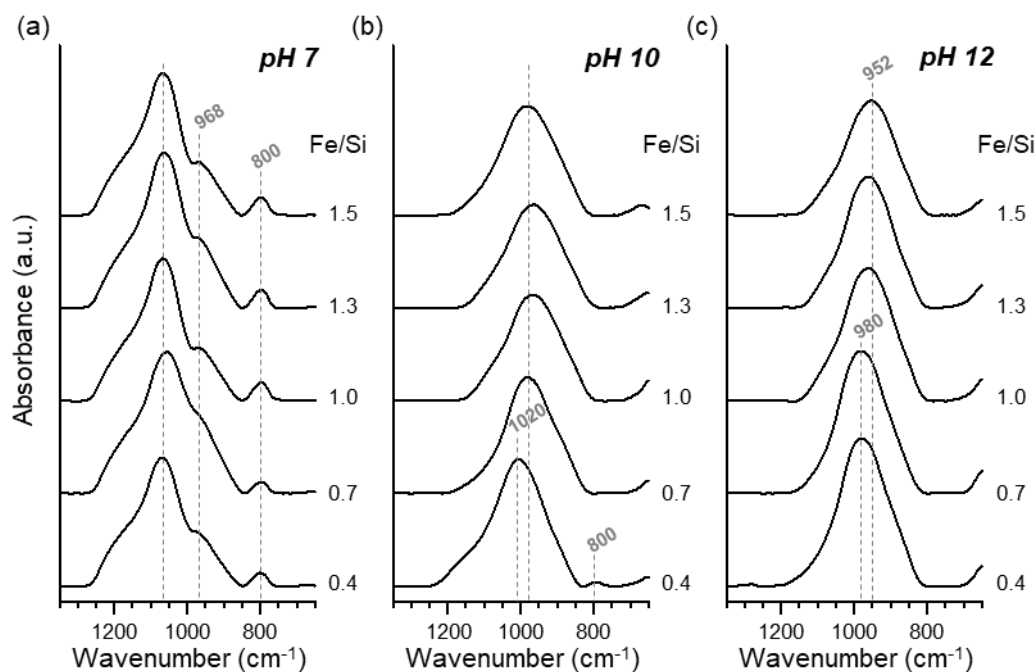 (a)
pH 7
968
800
Fe/Si
1.5
1.3
1.0
0.7
0.4
1200
1000
800
Wavenumber (cm⁻¹)
Absorbance (a.u.)
(b)
pH 10
Fe/Si
1.5
1.3
1.0
0.7
1020
800
0.4
1200
1000
800
Wavenumber (cm⁻¹)
(c)
pH 12
952
Fe/Si
1.5
1.3
1.0
980
0.7
0.4
1200
1000
800
Wavenumber (cm⁻¹)